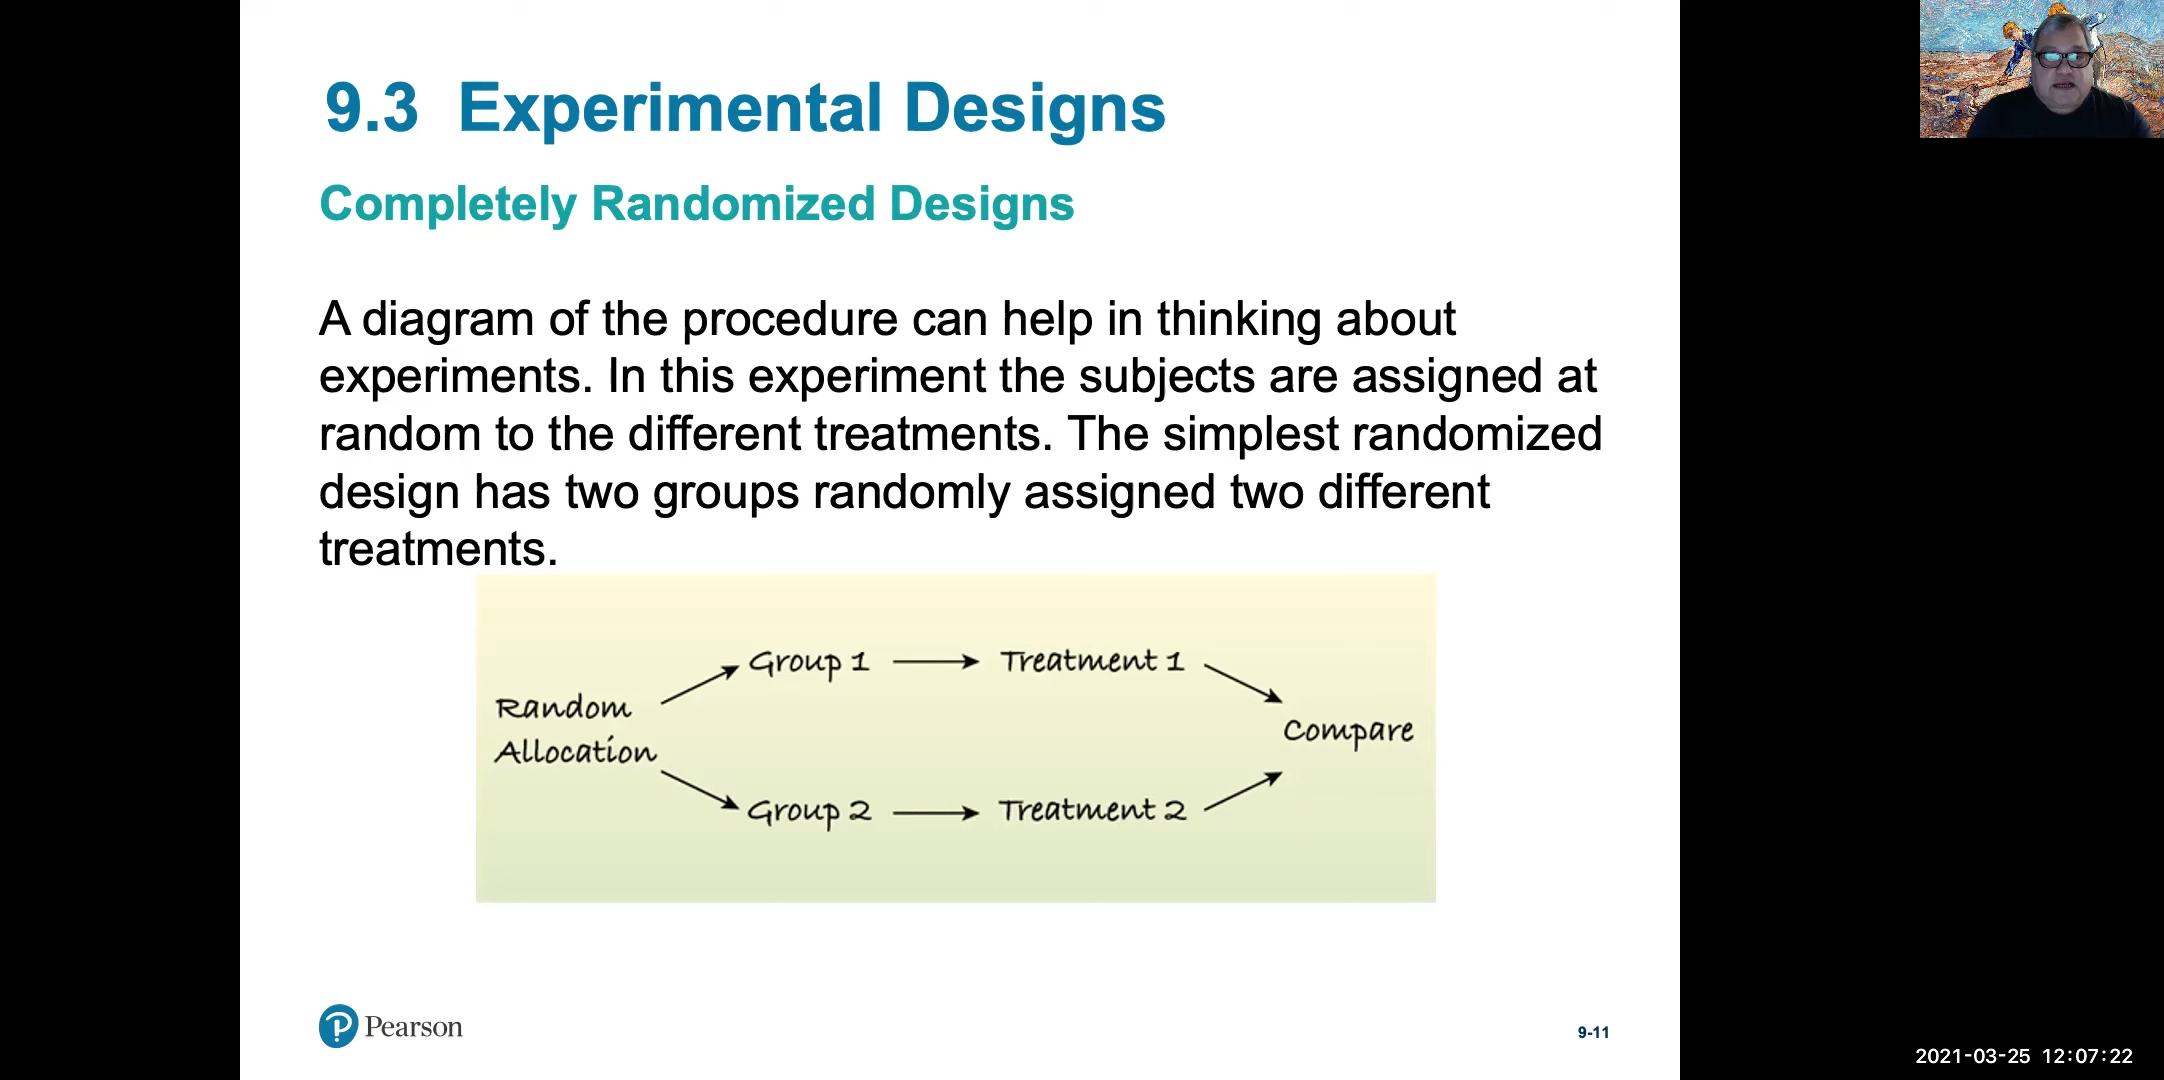 9.3 Experimental Designs
Completely Randomized Designs
A diagram of the procedure can help in thinking about
experiments. In this experiment the subjects are assigned at
random to the different treatments. The simplest randomized
design has two groups randomly assigned two different
treatments.
Group 1
Treatment 1
Random
Allocation
Compare
Group 2
Treatment 2
Pearson
9-11
2021-03-25 12:07:22